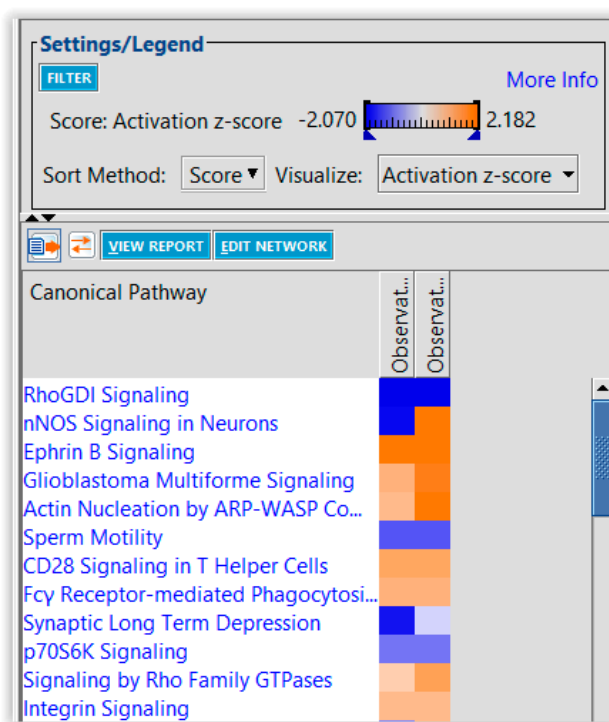 Settings/Legend
FILTER
More Info
Score: Activation z-score -2.070 2.182
Sort Method: Score▼ Visualize: Activation z-score
VIEW REPORT EDIT NETWORK
Canonical Pathway
Observat...
Observat...
RhoGDI Signaling
nNOS Signaling in Neurons
Ephrin B Signaling
Glioblastoma Multiforme Signaling
Actin Nucleation by ARP-WASP Co...
Sperm Motility
CD28 Signaling in T Helper Cells
Fcγ Receptor-mediated Phagocytosi...
Synaptic Long Term Depression
p70S6K Signaling
Signaling by Rho Family GTPases
Integrin Signaling